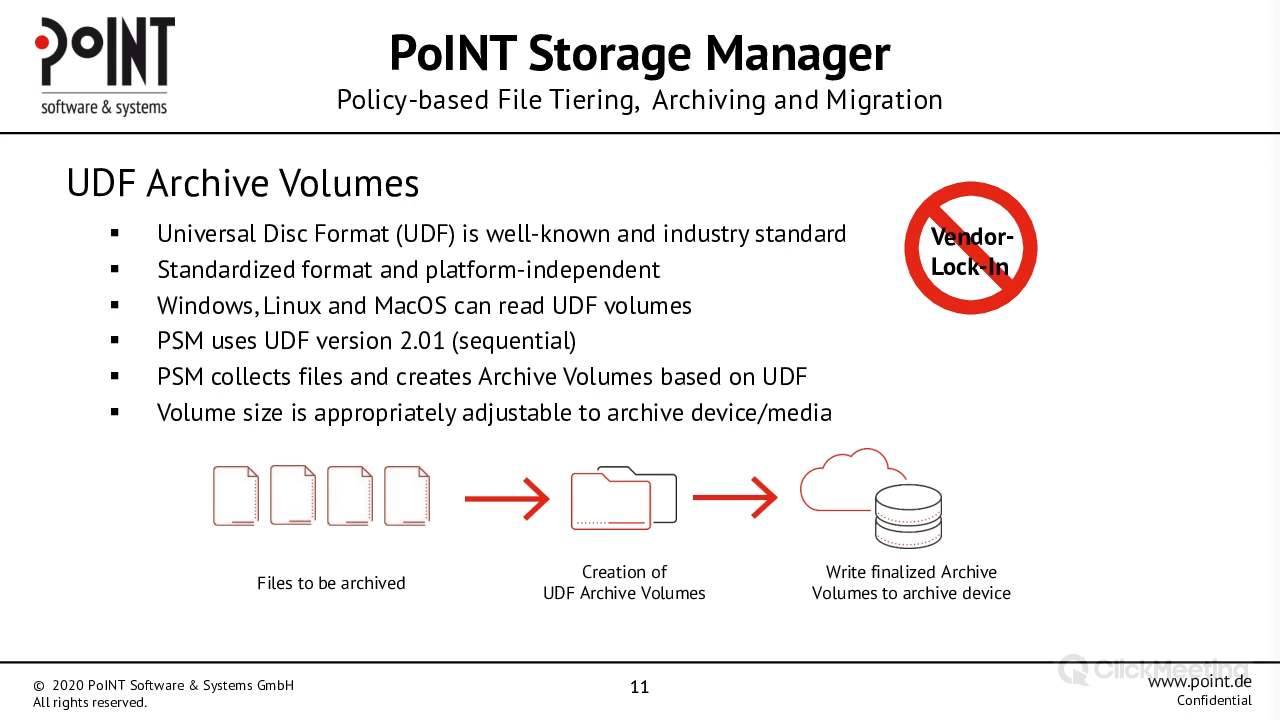 PoINT
software & systems
PoINT Storage Manager
Policy-based File Tiering, Archiving and Migration
UDF Archive Volumes
▪ Universal Disc Format (UDF) is well-known and industry standard
▪ Standardized format and platform-independent
▪ Windows, Linux and MacOS can read UDF volumes
▪ PSM uses UDF version 2.01 (sequential)
▪ PSM collects files and creates Archive Volumes based on UDF
▪ Volume size is appropriately adjustable to archive device/media
Vendor-
Lock-In
Files to be archived
Creation of
UDF Archive Volumes
Write finalized Archive
Volumes to archive device
© 2020 PoINT Software & Systems GmbH
All rights reserved.
11
ClickMeeting
www.point.de
Confidential